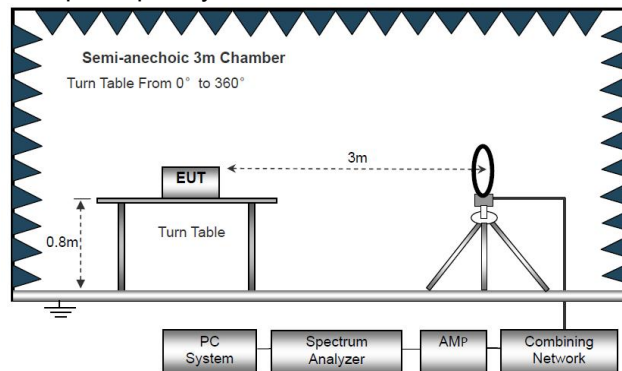 Semi-anechoic 3m Chamber
Turn Table From 0° to 360°
3m
EUT
0.8m
Turn Table
PC
System
Spectrum
Analyzer
AMP
Combining
Network